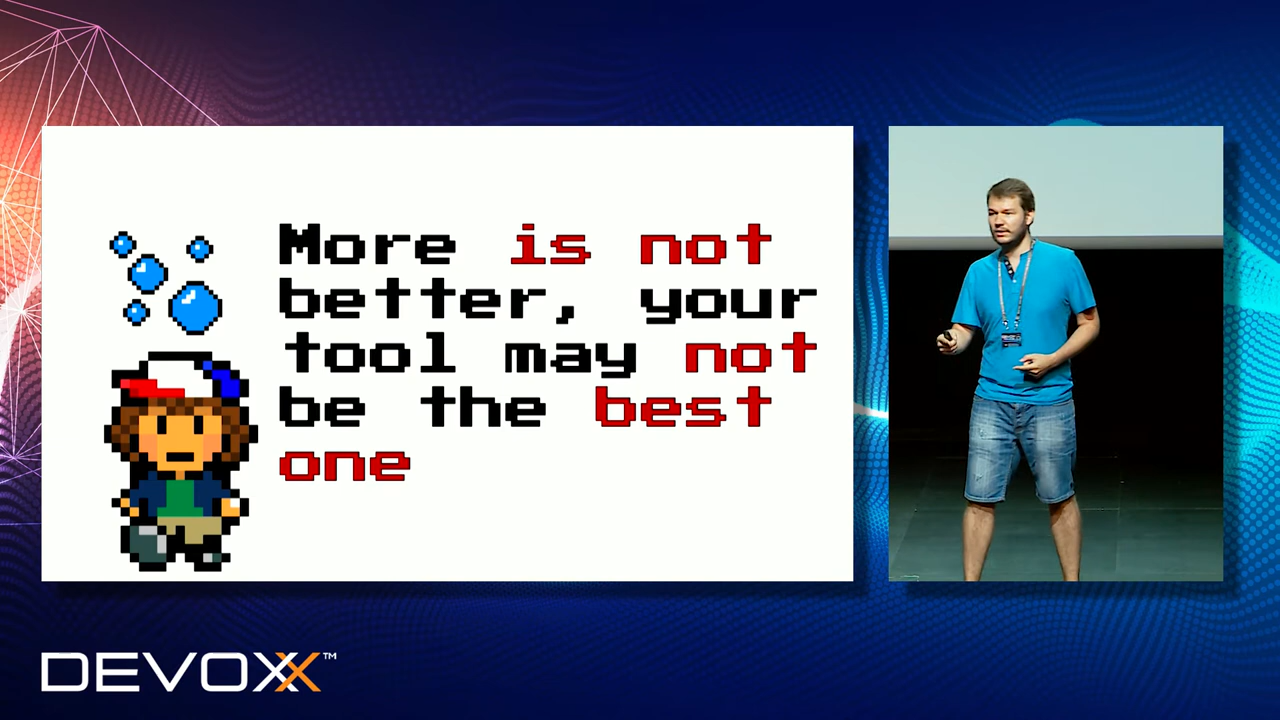 More is not
better, your
tool may not
be the best
one
DEVOXX™